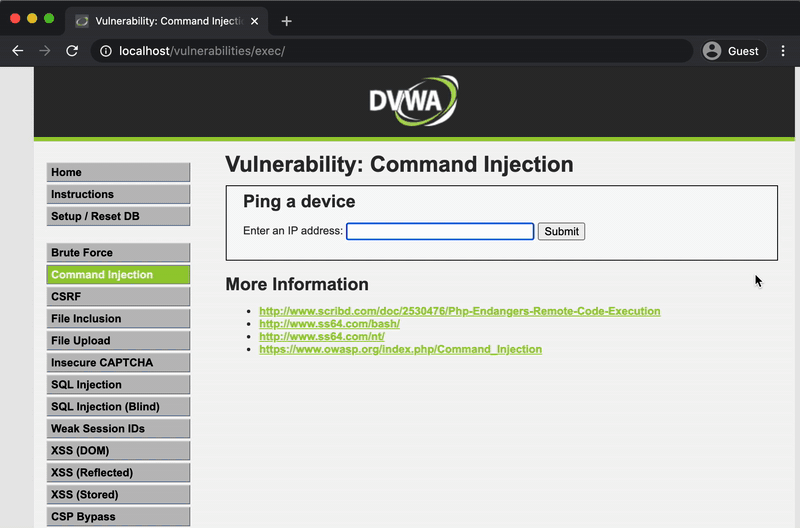 Vulnerability: Command Injectio
localhost/vulnerabilities/exec/
Guest
DVWA
Home
Instructions
Setup / Reset DB
Brute Force
Command Injection
CSRF
File Inclusion
File Upload
Insecure CAPTCHA
SQL Injection
SQL Injection (Blind)
Weak Session IDs
XSS (DOM)
XSS (Reflected)
XSS (Stored)
CSP Bypass
Vulnerability: Command Injection
Ping a device
Enter an IP address:
Submit
More Information
http://www.scribd.com/doc/2530476/Php-Endangers-Remote-Code-Execution
http://www.ss64.com/bash/
http://www.ss64.com/nt/
https://www.owasp.org/index.php/Command_Injection